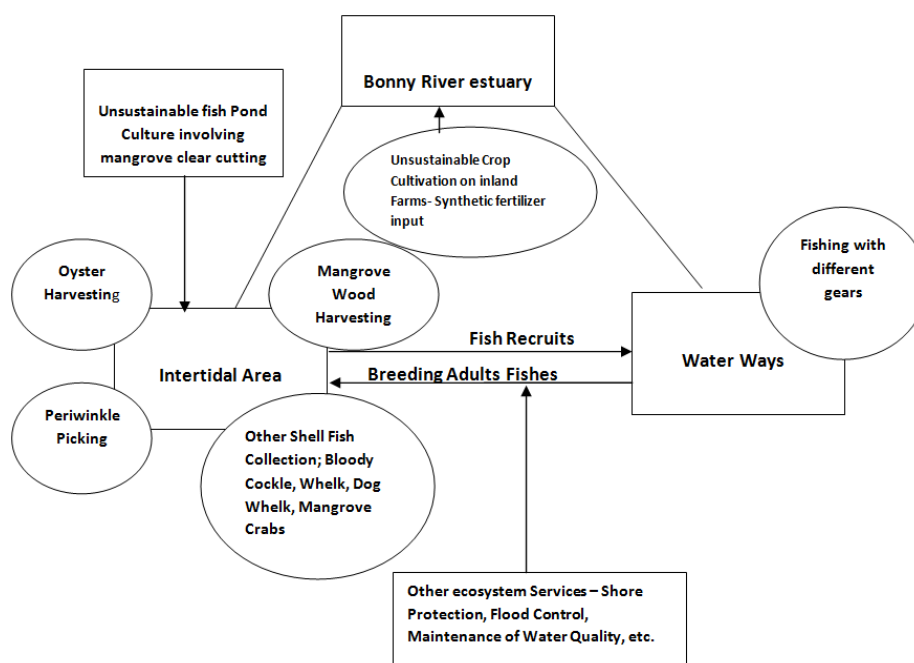 Bonny River estuary
Unsustainable fish Pond
Culture involving
mangrove clear cutting
Unsustainable Crop
Cultivation on inland
Farms- Synthetic fertilizer
input
Fishing with
different
gears
Oyster
Harvesting
Mangrove
Wood
Harvesting
Fish Recruits
Water Ways
Intertidal Area
Breeding Adults Fishes
Periwinkle
Picking
Other Shell Fish
Collection; Bloody
Cockle, Whelk, Dog
Whelk, Mangrove
Crabs
Other ecosystem Services – Shore
Protection, Flood Control,
Maintenance of Water Quality, etc.